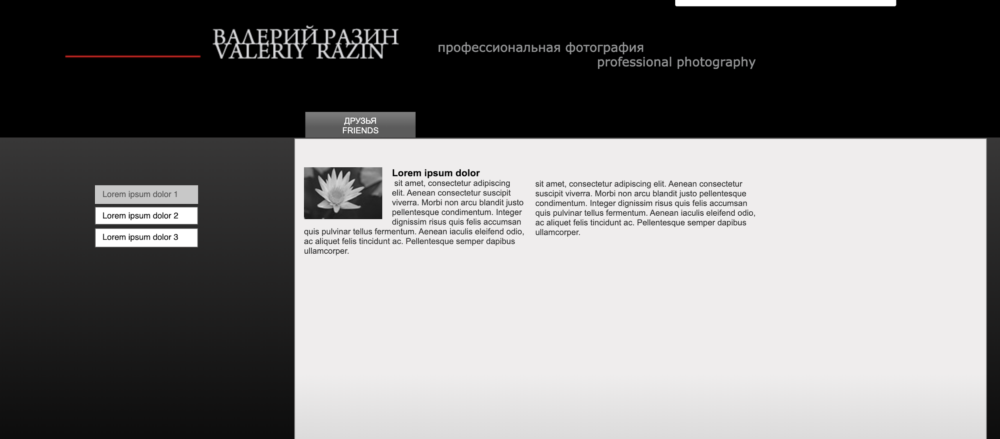 ВАЛЕРИЙ РАЗИН
VALERIY RAZIN
профессиональная фотография
professional photography
ДРУЗЬЯ
FRIENDS
Lorem ipsum dolor 1
Lorem ipsum dolor 2
Lorem ipsum dolor 3
Lorem ipsum dolor
sit amet, consectetur adipiscing
elit. Aenean consectetur suscipit
viverra. Morbi non arcu blandit justo
pellentesque condimentum. Integer
dignissim risus quis felis accumsan
quis pulvinar tellus fermentum. Aenean iaculis eleifend odio,
ac aliquet felis tincidunt ac. Pellentesque semper dapibus
ullamcorper.
sit amet, consectetur adipiscing elit. Aenean consectetur
suscipit viverra. Morbi non arcu blandit justo pellentesque
condimentum. Integer dignissim risus quis felis accumsan
quis pulvinar tellus fermentum. Aenean iaculis eleifend odio,
ac aliquet felis tincidunt ac. Pellentesque semper dapibus
ullamcorper.